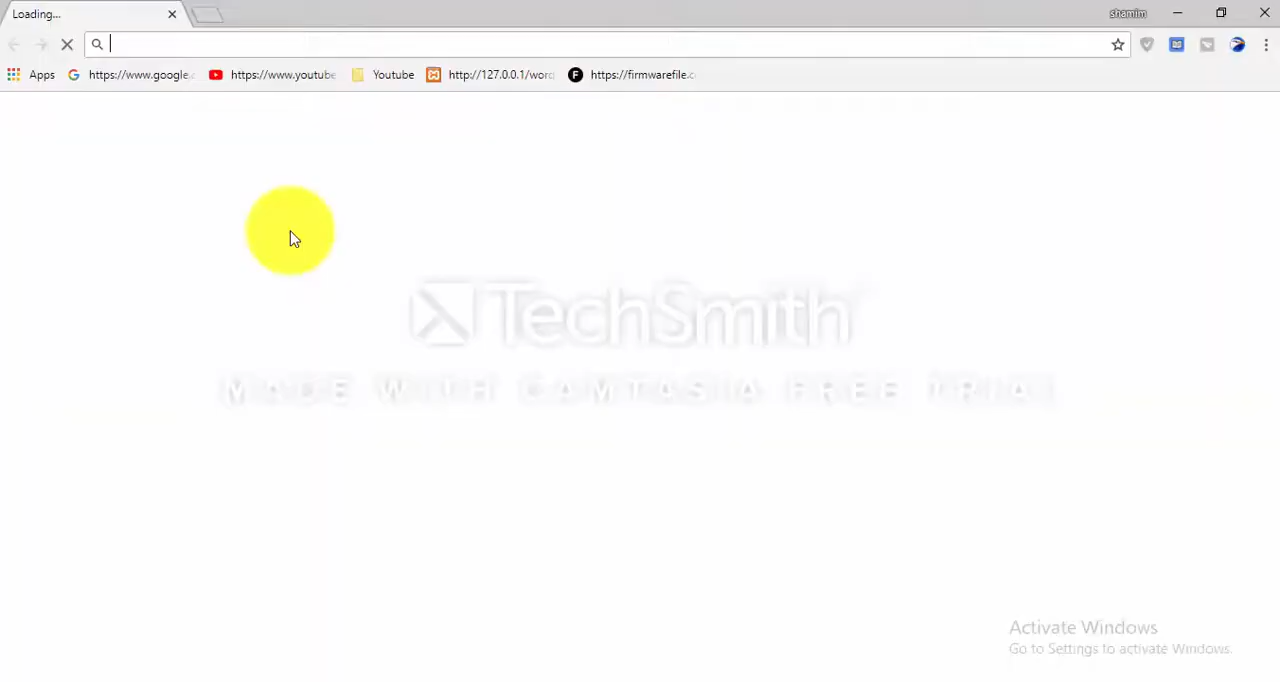 Loading...
shamim
Apps
https://www.google.
https://www.youtube
Youtube
http://127.0.0.1/wor
https://firmwarefile.c
TechSmith
MADE WITH CAMTASIA FREE TRIAL
Activate Windows
Go to Settings to activate Windows.